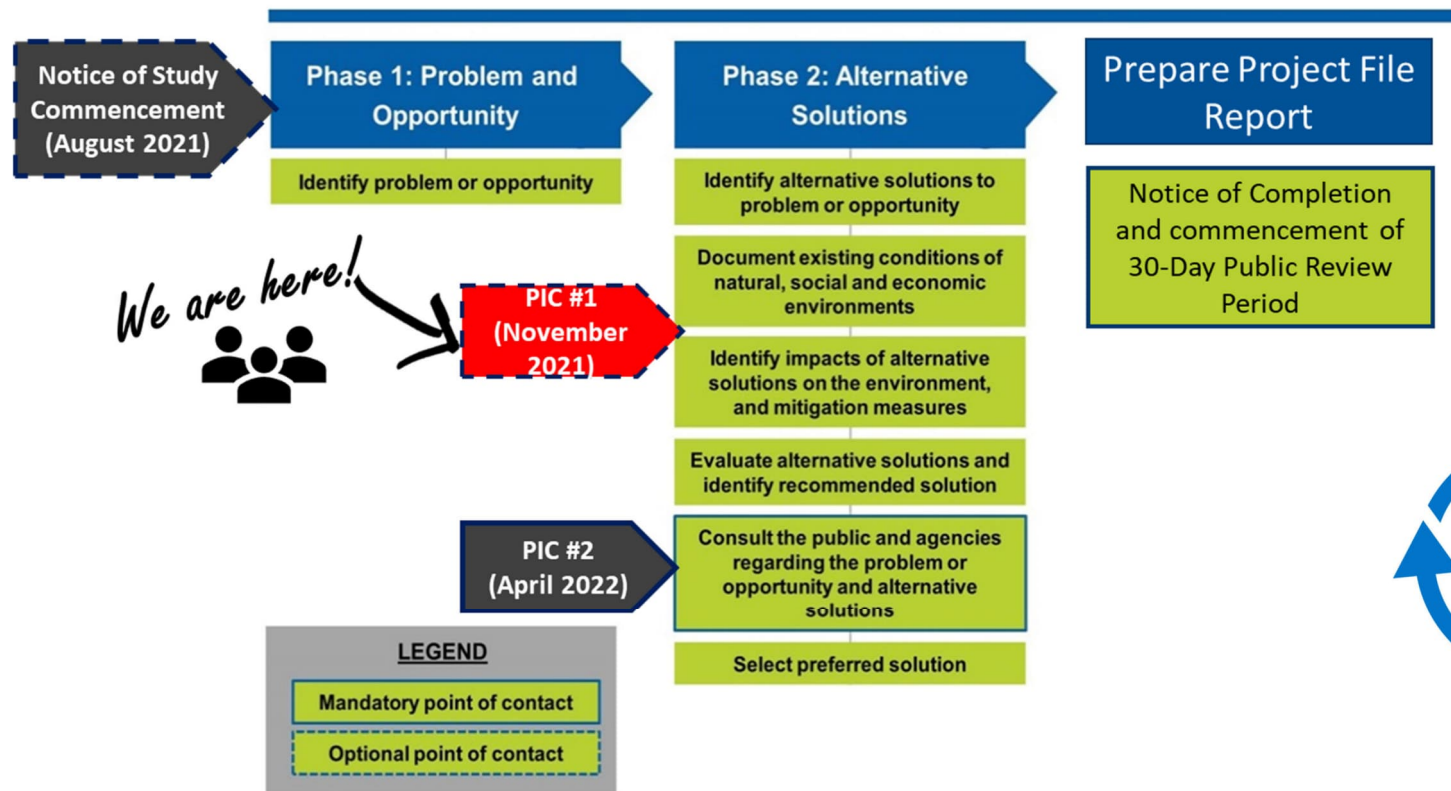 Notice of Study
Commencement
(August 2021)
Phase 1: Problem and
Opportunity
Identify problem or opportunity
We are here!
PIC #1
(November
2021)
Phase 2: Alternative
Solutions
Identify alternative solutions to
problem or opportunity
Document existing conditions of
natural, social and economic
environments
Identify impacts of alternative
solutions on the environment,
and mitigation measures
Evaluate alternative solutions and
identify recommended solution
PIC #2
(April 2022)
Consult the public and agencies
regarding the problem or
opportunity and alternative
solutions
Select preferred solution
Prepare Project File
Report
Notice of Completion
and commencement of
30-Day Public Review
Period
LEGEND
Mandatory point of contact
Optional point of contact